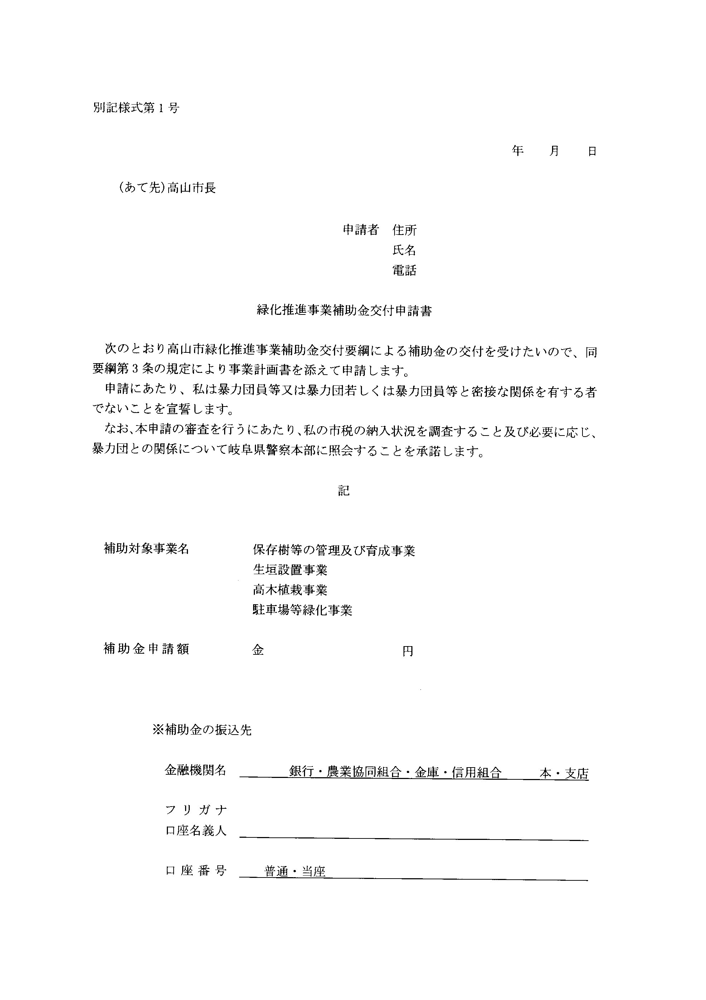 別記様式第1号
年　月　日
(あて先)高山市長
申請者　住所
氏名
電話
緑化推進事業補助金交付申請書
次のとおり高山市緑化推進事業補助金交付要綱による補助金の交付を受けたいので、同
要綱第3条の規定により事業計画書を添えて申請します。
申請にあたり、私は暴力団員等又は暴力団若しくは暴力団員等と密接な関係を有する者
でないことを宣誓します。
なお、本申請の審査を行うにあたり、私の市税の納入状況を調査すること及び必要に応じ、
暴力団との関係について岐阜県警察本部に照会することを承諾します。
記
補助対象事業名　保存樹等の管理及び育成事業
生垣設置事業
高木植栽事業
駐車場等緑化事業
補助金申請額　金　円
※補助金の振込先
金融機関名　銀行・農業協同組合・金庫・信用組合　本・支店
フリガナ
口座名義人
口座番号　普通・当座